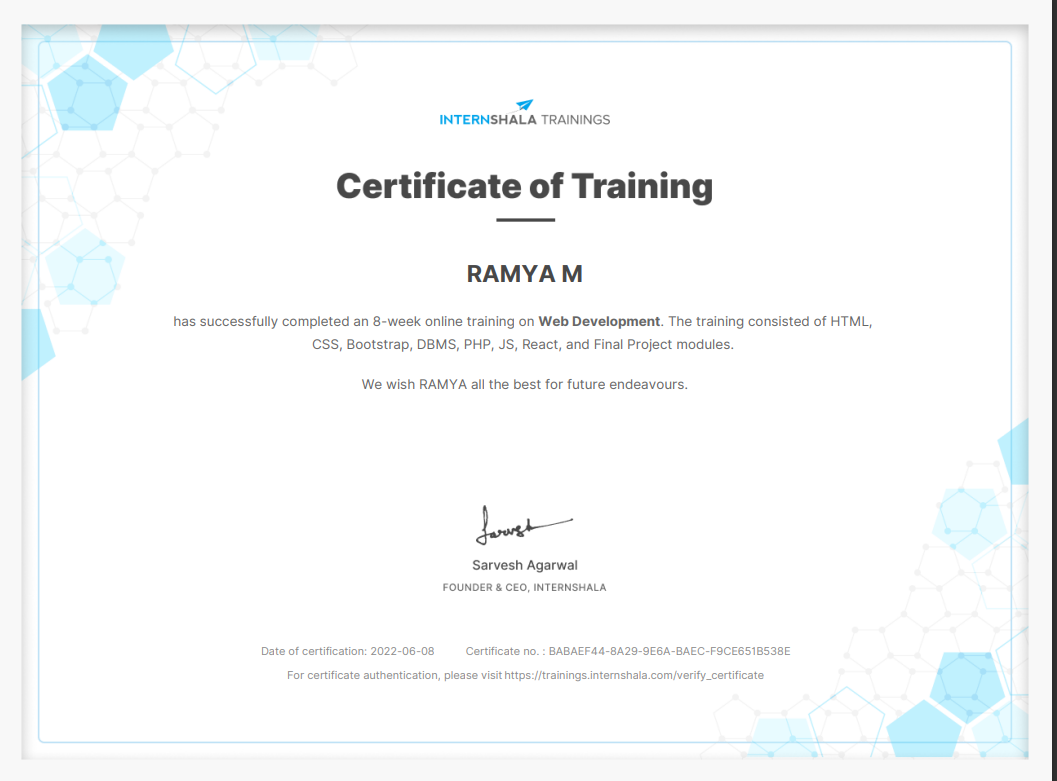 INTERNSHALA TRAININGS
Certificate of Training
RAMYA M
has successfully completed an 8-week online training on Web Development. The training consisted of HTML,
CSS, Bootstrap, DBMS, PHP, JS, React, and Final Project modules.
We wish RAMYA all the best for future endeavours.
Sarvesh
Sarvesh Agarwal
FOUNDER & CEO, INTERNSHALA
Date of certification: 2022-06-08 Certificate no. : BABAEF44-8A29-9E6A-BAEC-F9CE651B538E
For certificate authentication, please visit https://trainings.internshala.com/verify_certificate